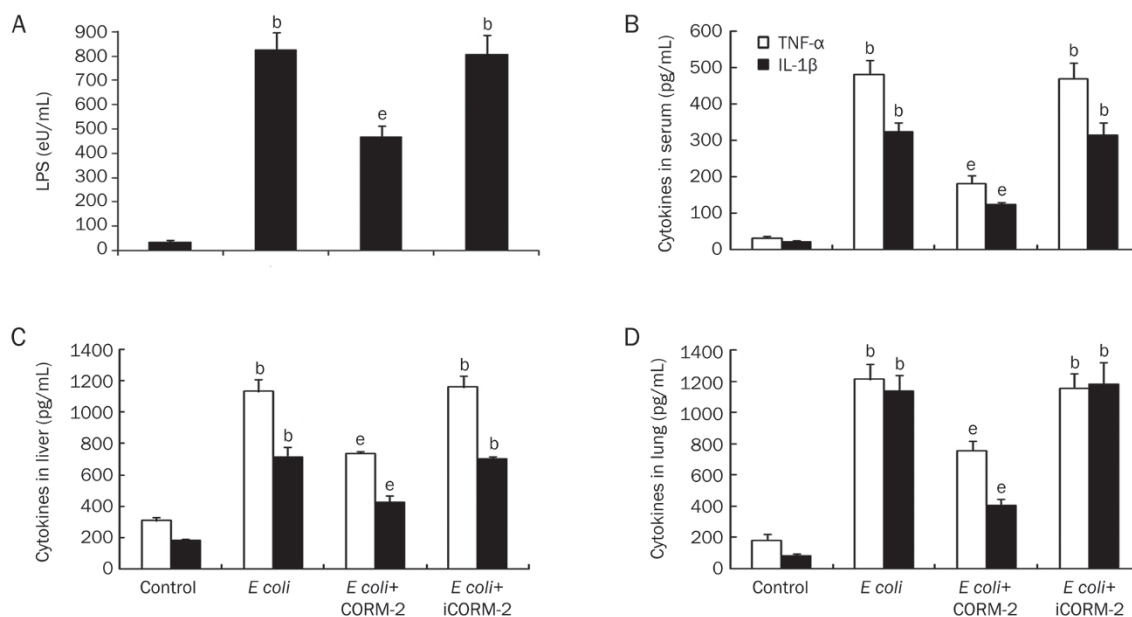 A
LPS (eU/mL)
900
800
700
600
500
400
300
200
100
0
b
e
b
B
Cytokines in serum (pg/mL)
600
500
400
300
200
100
0
TNF-α
IL-1β
b
b
e
e
b
b
C
Cytokines in liver (pg/mL)
1400
1200
1000
800
600
400
200
0
b
b
e
e
b
b
Control
E coli
E coli+
CORM-2
E coli+
iCORM-2
D
Cytokines in lung (pg/mL)
1400
1200
1000
800
600
400
200
0
b
b
e
e
b
b
Control
E coli
E coli+
CORM-2
E coli+
iCORM-2